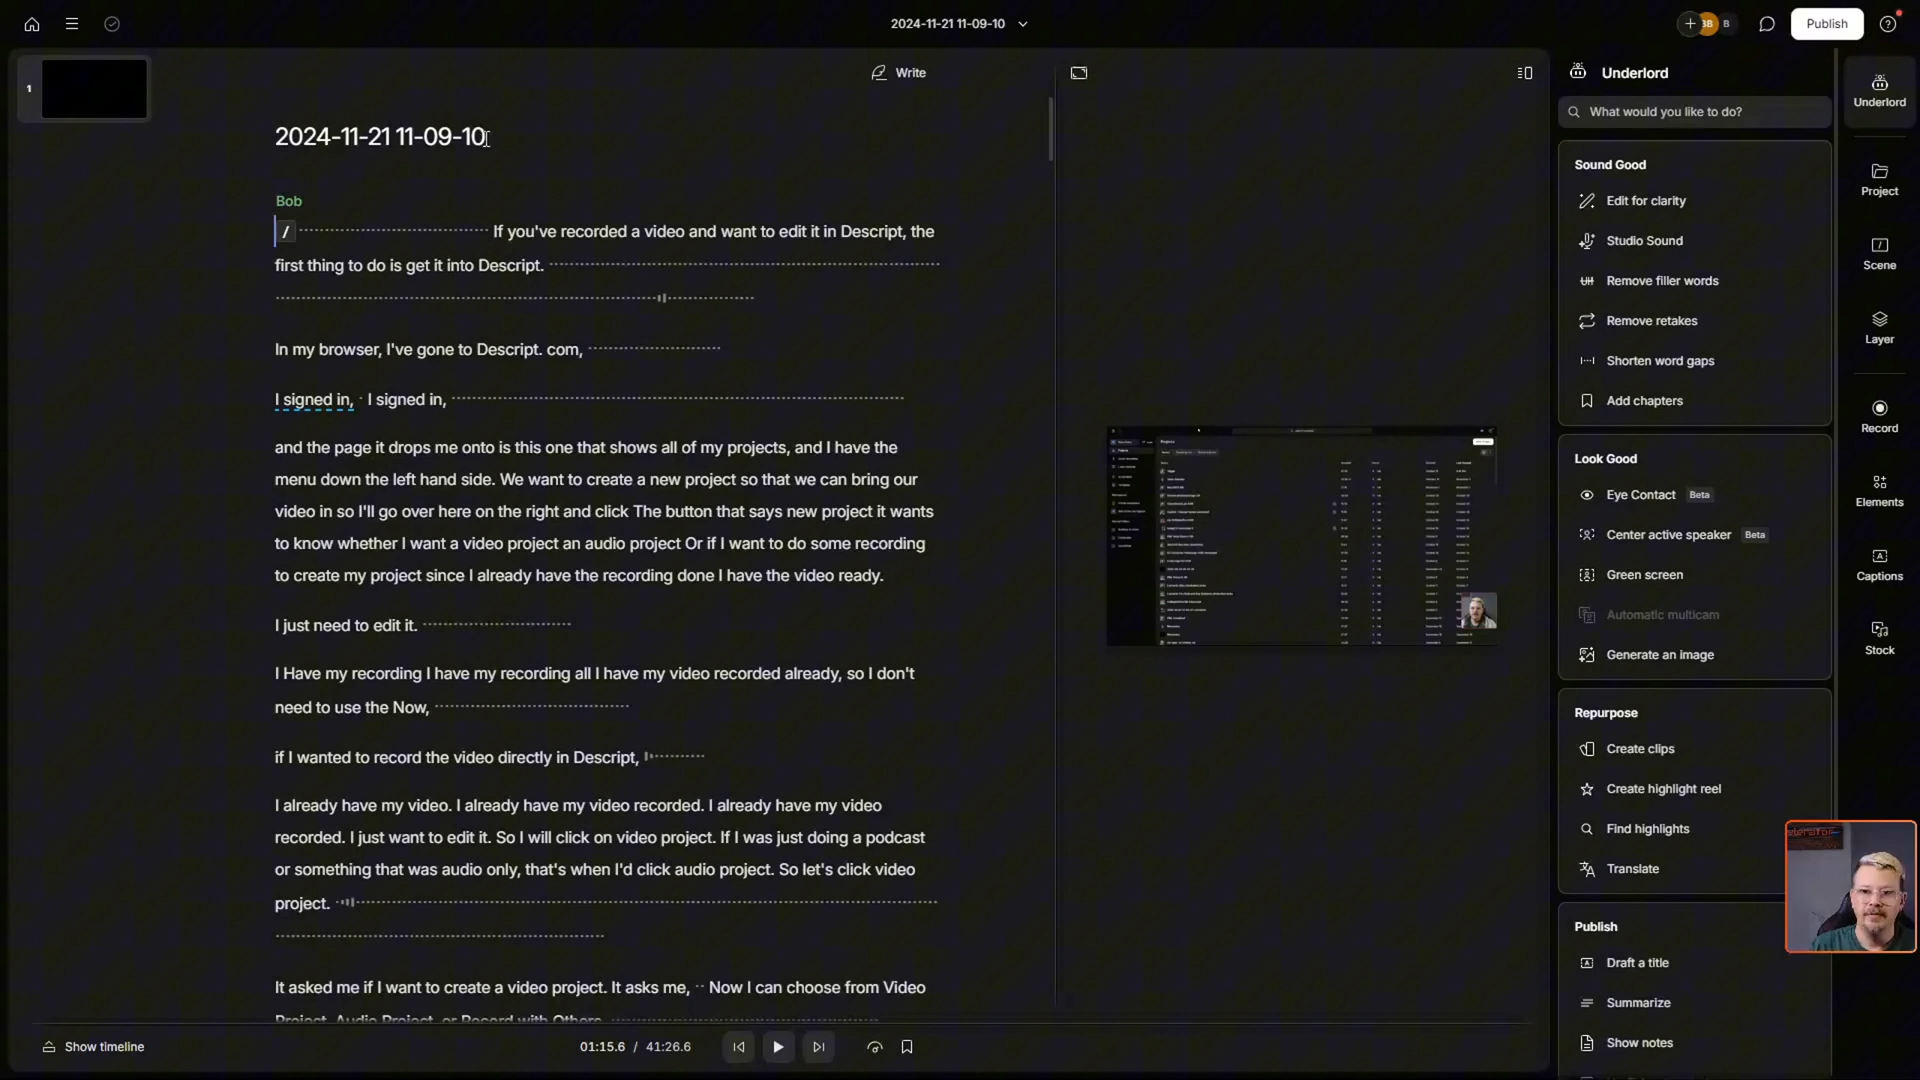 2024-11-21 11-09-10
BB
B
Publish
1
Write
2024-11-21 11-09-10
Bob
/ If you've recorded a video and want to edit it in Descript, the
first thing to do is get it into Descript.
In my browser, I've gone to Descript. com,
I signed in, I signed in,
and the page it drops me onto is this one that shows all of my projects, and I have the
menu down the left hand side. We want to create a new project so that we can bring our
video in so I'll go over here on the right and click The button that says new project it wants
to know whether I want a video project an audio project Or if I want to do some recording
to create my project since I already have the recording done I have the video ready.
I just need to edit it.
I Have my recording I have my recording all I have my video recorded already, so I don't
need to use the Now,
if I wanted to record the video directly in Descript,
I already have my video. I already have my video recorded. I already have my video
recorded. I just want to edit it. So I will click on video project. If I was just doing a podcast
or something that was audio only, that's when I'd click audio project. So let's click video
project.
It asked me if I want to create a video project. It asks me, Now I can choose from Video
Project, Audio Project, or Record with Others.
Show timeline
01:15.6 / 41:26.6
Underlord
What would you like to do?
Sound Good
Edit for clarity
Studio Sound
Remove filler words
Remove retakes
Shorten word gaps
Add chapters
Look Good
Eye Contact Beta
Center active speaker Beta
Green screen
Automatic multicam
Generate an image
Repurpose
Create clips
Create highlight reel
Find highlights
Translate
Publish
Draft a title
Summarize
Show notes
Underlord
Project
Scene
Layer
Record
Elements
Captions
Stock